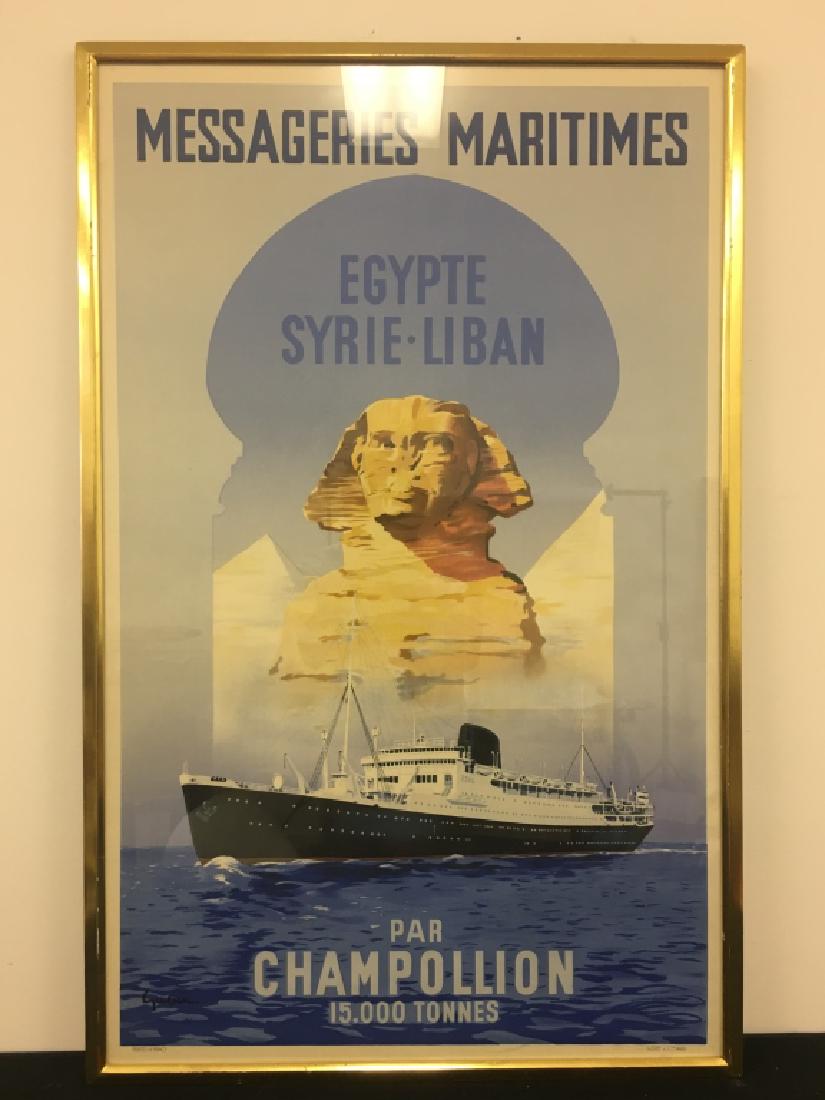 MESSAGERIES MARITIMES
EGYPTE
SYRIE·LIBAN
PAR
CHAMPOLLION
15.000 TONNES